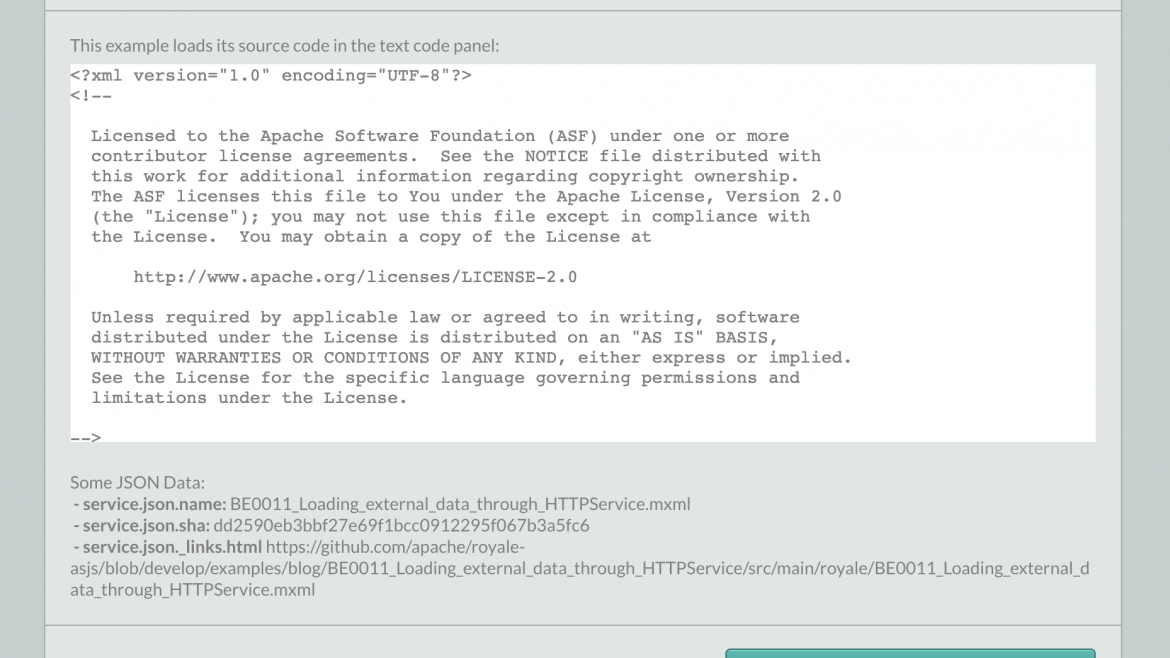 This example loads its source code in the text code panel:
<?xml version="1.0" encoding="UTF-8"?>
<!--
Licensed to the Apache Software Foundation (ASF) under one or more
contributor license agreements.  See the NOTICE file distributed with
this work for additional information regarding copyright ownership.
The ASF licenses this file to You under the Apache License, Version 2.0
(the "License"); you may not use this file except in compliance with
the License.  You may obtain a copy of the License at
http://www.apache.org/licenses/LICENSE-2.0
Unless required by applicable law or agreed to in writing, software
distributed under the License is distributed on an "AS IS" BASIS,
WITHOUT WARRANTIES OR CONDITIONS OF ANY KIND, either express or implied.
See the License for the specific language governing permissions and
limitations under the License.
-->
Some JSON Data:
- service.json.name: BE0011_Loading_external_data_through_HTTPService.mxml
- service.json.sha: dd2590eb3bbf27e69f1bcc0912295f067b3a5fc6
- service.json._links.html https://github.com/apache/royale-
asjs/blob/develop/examples/blog/BE0011_Loading_external_data_through_HTTPService/src/main/royale/BE0011_Loading_external_d
ata_through_HTTPService.mxml